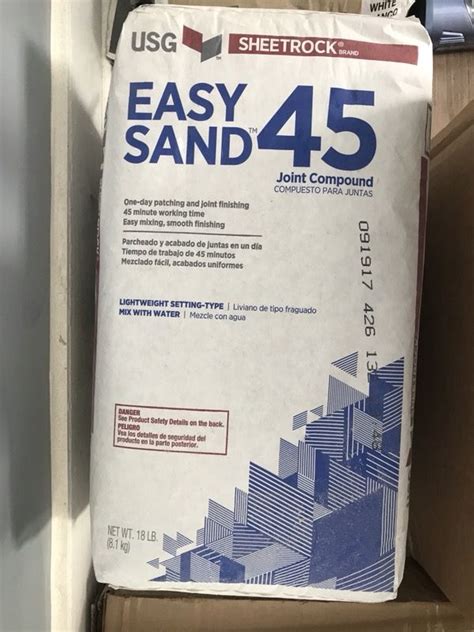 WHITE
USG SHEETROCK®
BRAND
EASY
SAND™ 45
Joint Compound
COMPUESTO PARA JUNTAS
One-day patching and joint finishing
45 minute working time
Easy mixing, smooth finishing
Parcheado y acabado de juntas en un día
Tiempo de trabajo de 45 minutos
Mezclado fácil, acabados uniformes
091917 426 13
LIGHTWEIGHT SETTING-TYPE | Liviano de tipo fraguado
MIX WITH WATER | Mezcle con agua
DANGER
See Product Safety Details on the back.
PELIGRO
Vea los detalles de seguridad del
producto en la parte posterior.
NET WT. 18 LB.
(8.1 kg)